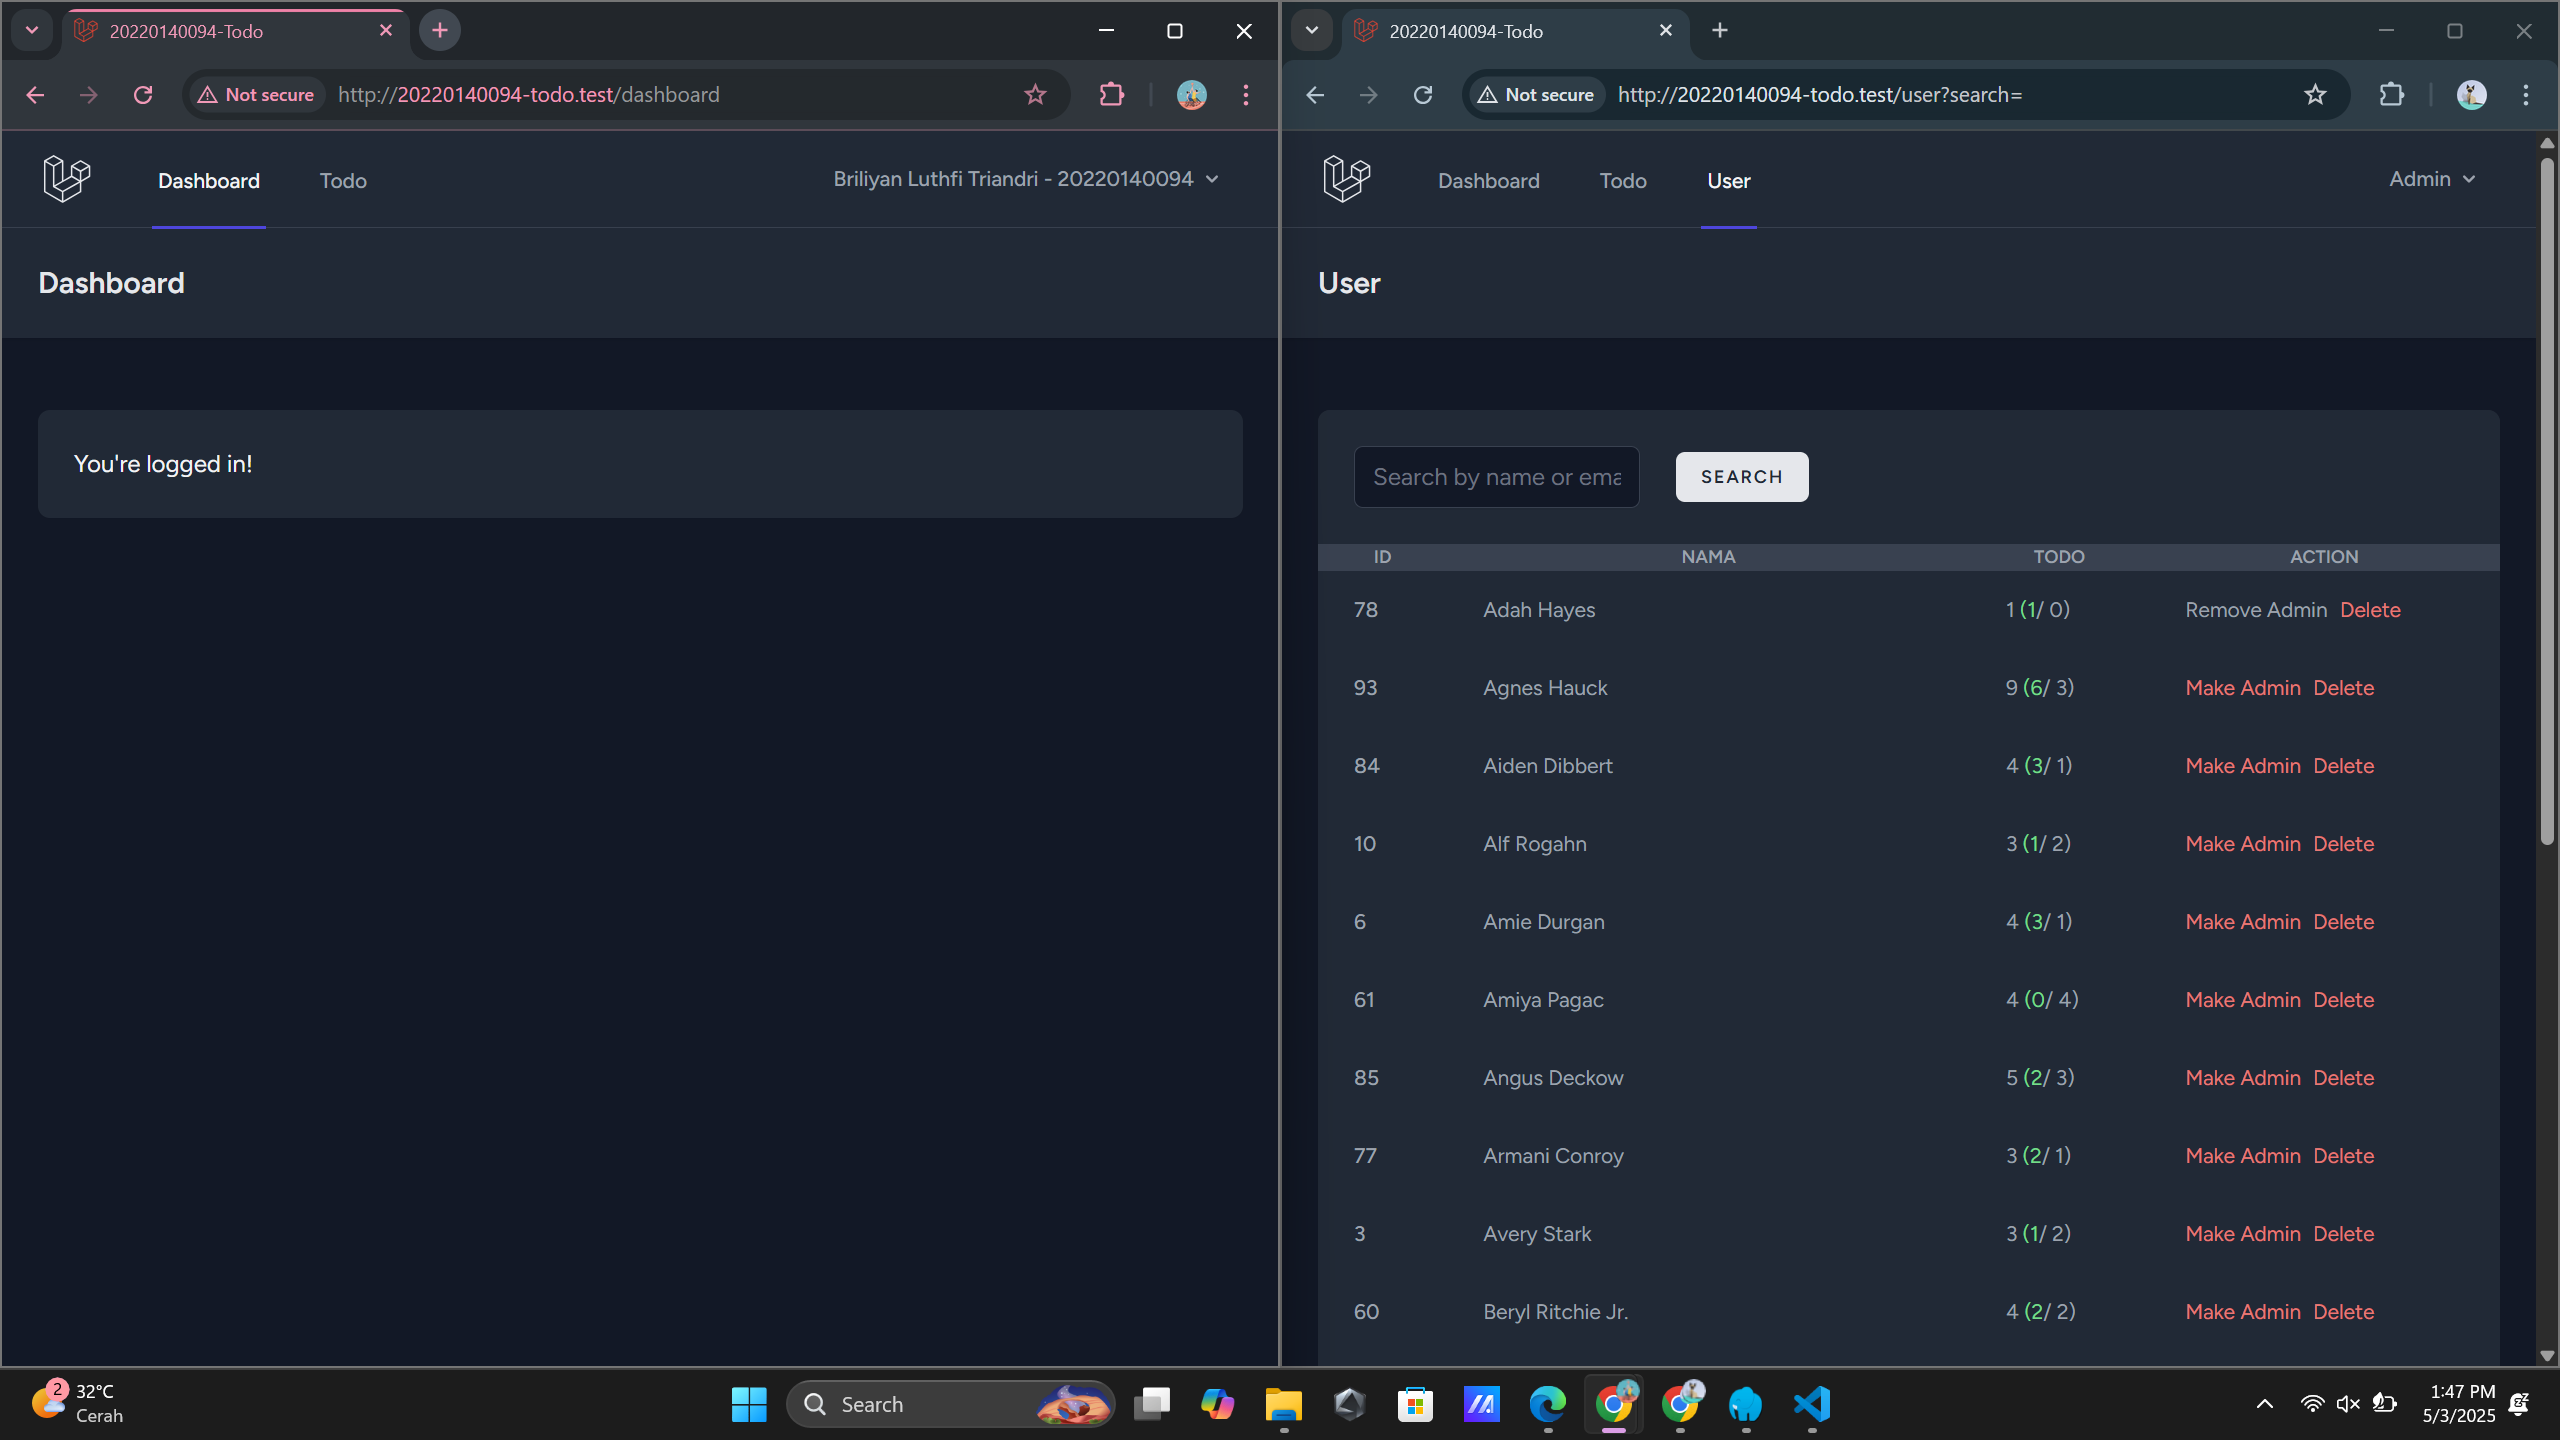 20220140094-Todo
Not secure
http://20220140094-todo.test/dashboard
Dashboard
Todo
Briliyan Luthfi Triandri - 20220140094
Dashboard
You're logged in!
20220140094-Todo
Not secure
http://20220140094-todo.test/user?search=
Dashboard
Todo
User
Admin
User
Search by name or ema
SEARCH
ID NAMA TODO ACTION
78 Adah Hayes 1 (1/ 0) Remove Admin Delete
93 Agnes Hauck 9 (6/ 3) Make Admin Delete
84 Aiden Dibbert 4 (3/ 1) Make Admin Delete
10 Alf Rogahn 3 (1/ 2) Make Admin Delete
6 Amie Durgan 4 (3/ 1) Make Admin Delete
61 Amiya Pagac 4 (0/ 4) Make Admin Delete
85 Angus Deckow 5 (2/ 3) Make Admin Delete
77 Armani Conroy 3 (2/ 1) Make Admin Delete
3 Avery Stark 3 (1/ 2) Make Admin Delete
60 Beryl Ritchie Jr. 4 (2/ 2) Make Admin Delete
2
32°C
Cerah
Search
1:47 PM
5/3/2025